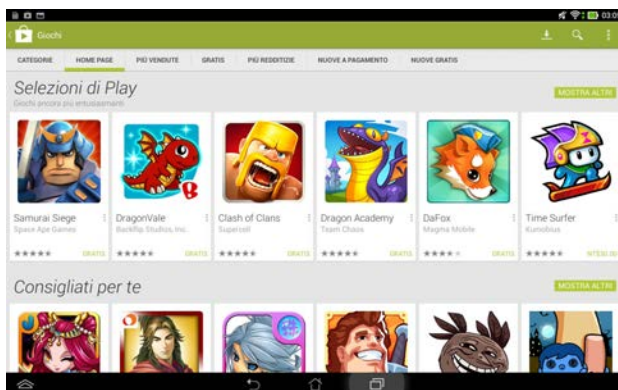 03:05
Giochi
CATEGORIE HOME PAGE PIÙ VENDUTE GRATIS PIÙ REDDITIZIE NUOVE A PAGAMENTO NUOVE GRATIS
Selezioni di Play MOSTRA ALTRI
Giochi ancora più entusiasmanti
Samurai Siege DragonVale Clash of Clans Dragon Academy DaFox Time Surfer
Space Ape Games Backflip Studios, Inc. Supercell Team Chaos Magma Mobile Kumobius
GRATIS GRATIS GRATIS GRATIS GRATIS
Consigliati per te MOSTRA ALTRI